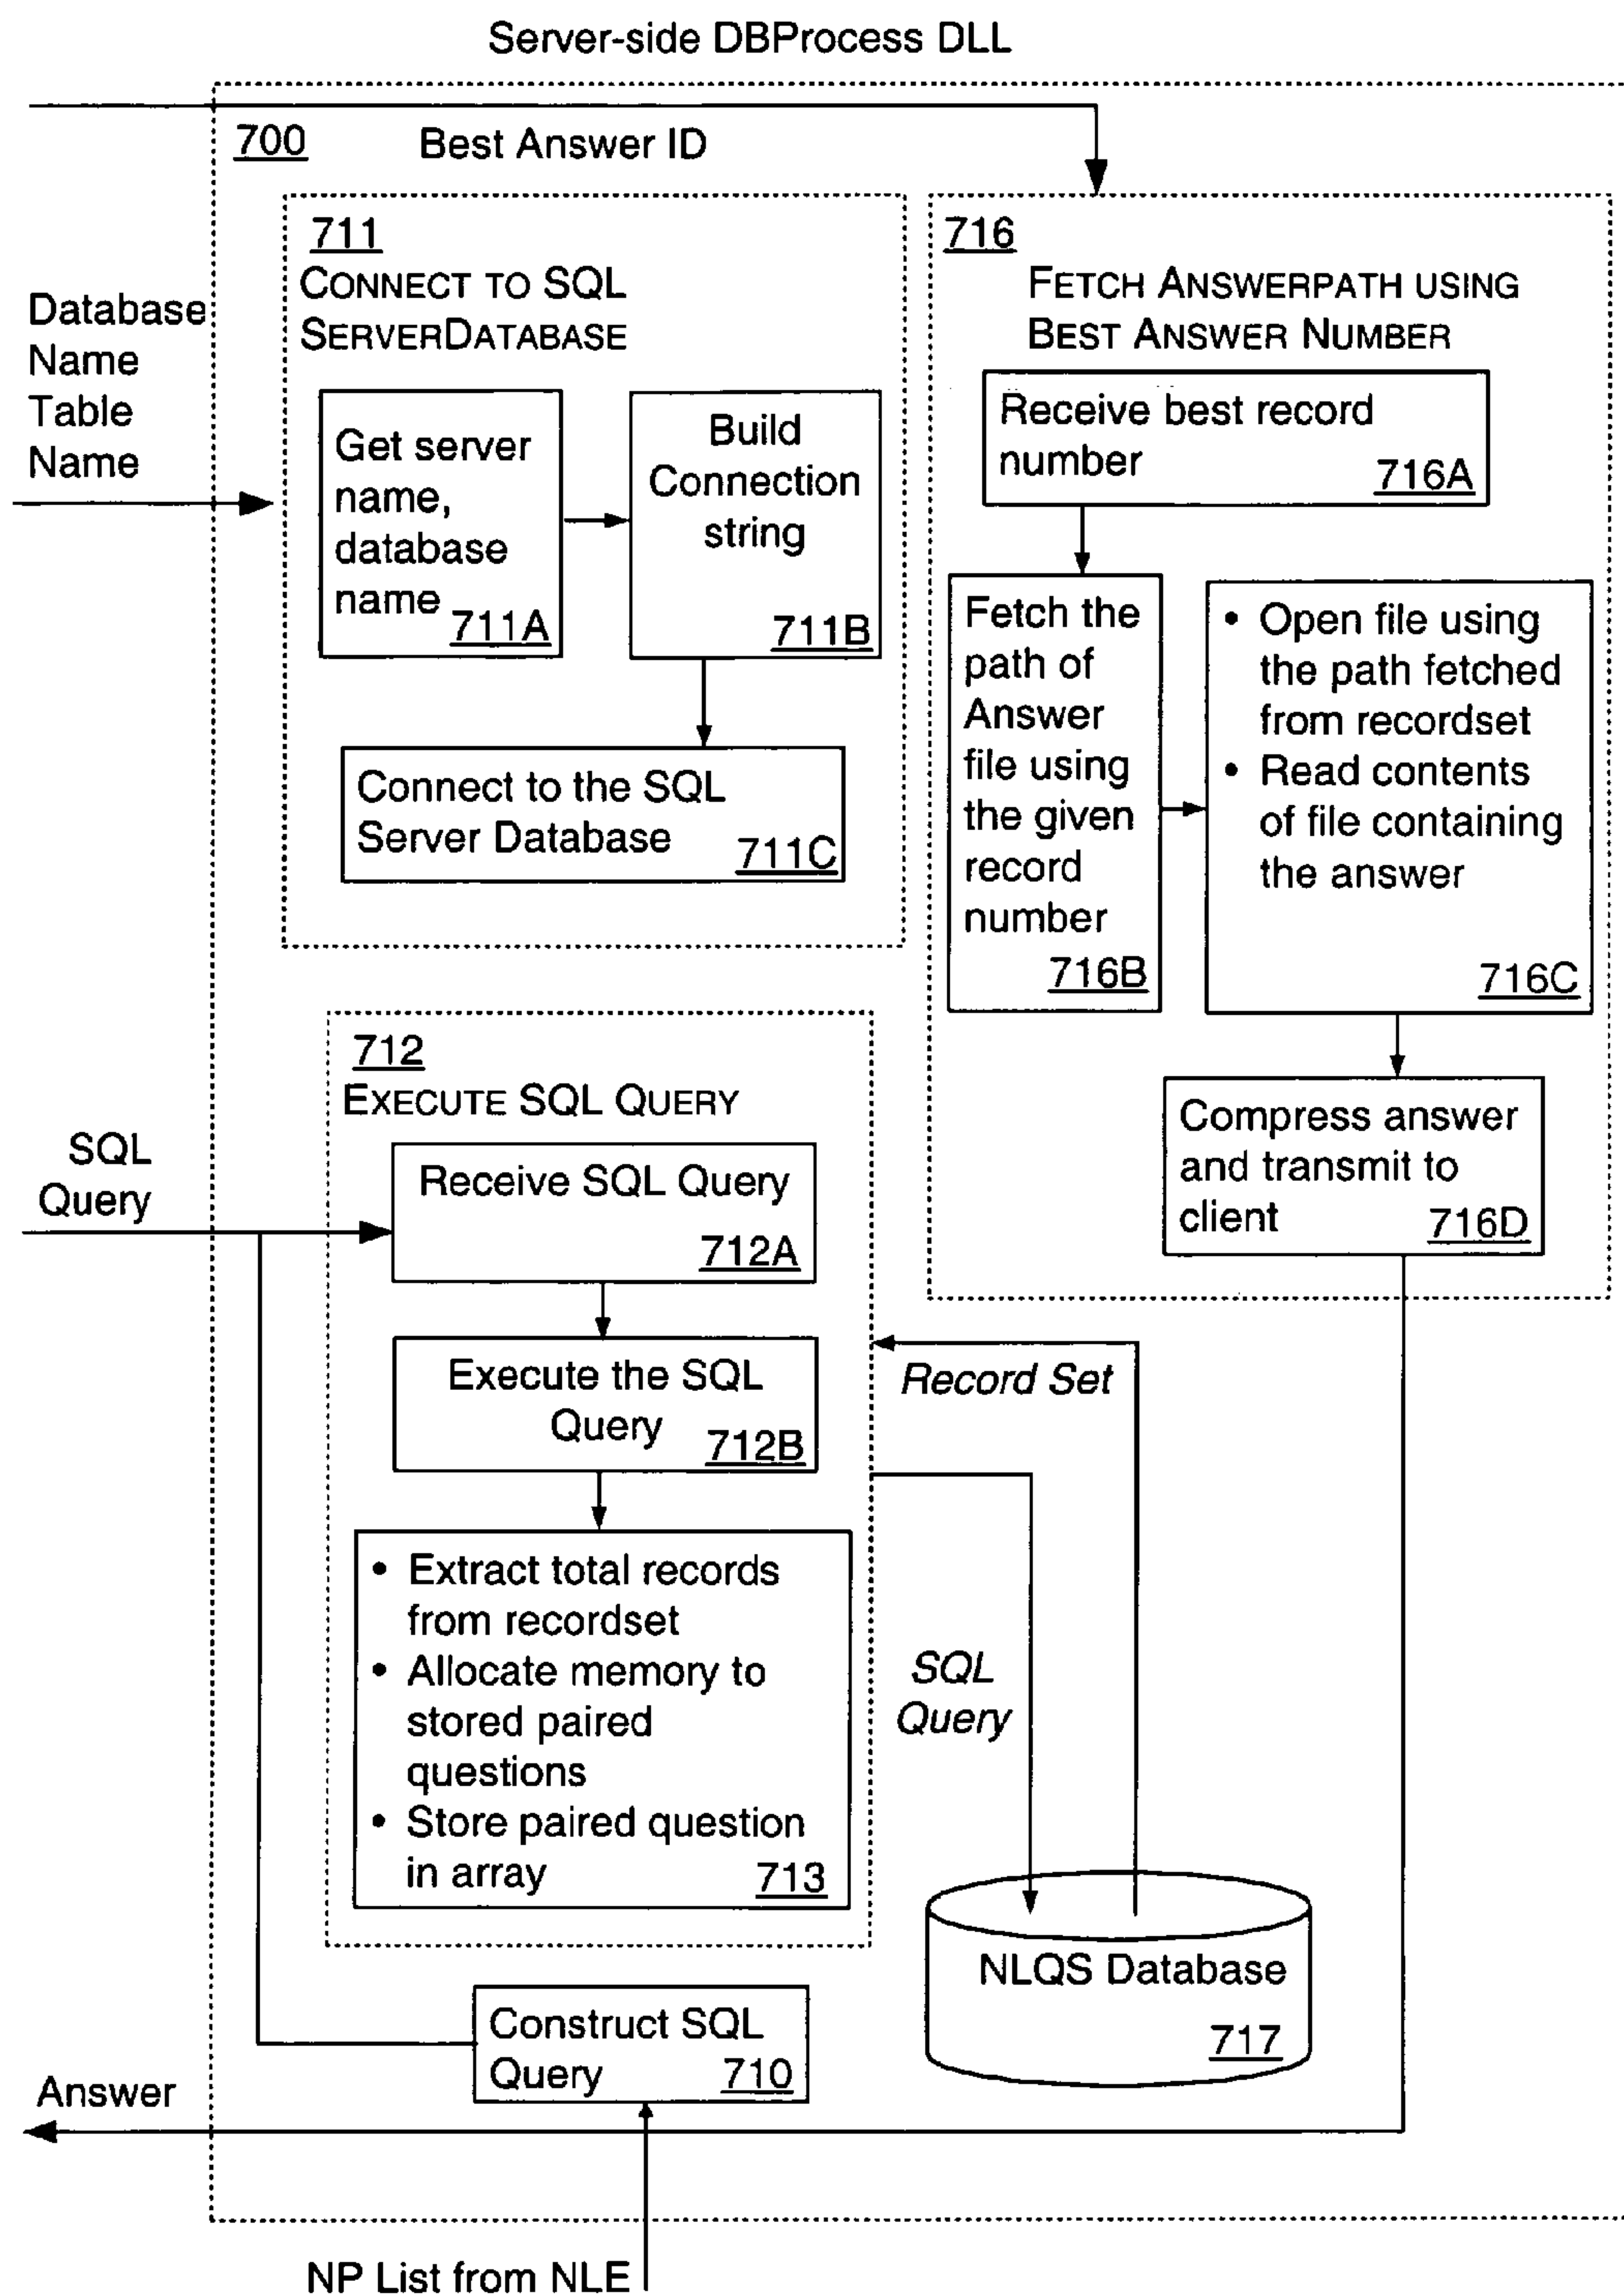 Server-side DBProcess DLL
700
Best Answer ID
Database
Name
Table
Name
711
CONNECT TO SQL
SERVERDATABASE
Get server
name,
database
name
711A
Build
Connection
string
711B
Connect to the SQL
Server Database
711C
716
FETCH ANSWERPATH USING
BEST ANSWER NUMBER
Receive best record
number
716A
Fetch the
path of
Answer
file using
the given
record
number
716B
• Open file using
the path fetched
from recordset
• Read contents
of file containing
the answer
716C
Compress answer
and transmit to
client
716D
SQL
Query
712
EXECUTE SQL QUERY
Receive SQL Query
712A
Execute the SQL
Query
712B
• Extract total records
from recordset
• Allocate memory to
stored paired
questions
• Store paired question
in array
713
Record Set
SQL
Query
NLQS Database
717
Construct SQL
Query
710
Answer
NP List from NLE